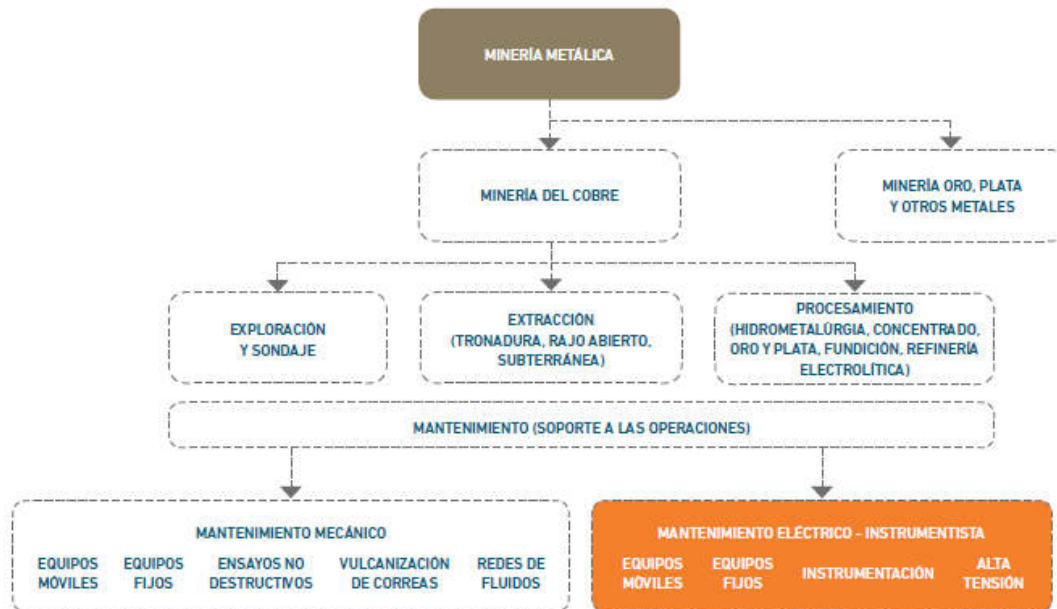 MINERÍA METÁLICA
MINERÍA DEL COBRE
MINERÍA ORO, PLATA
Y OTROS METALES
EXPLORACIÓN
Y SONDAJE
EXTRACCIÓN
(TRONADURA, RAJO ABIERTO,
SUBTERRÁNEA)
PROCESAMIENTO
(HIDROMETALÚRGIA, CONCENTRADO,
ORO Y PLATA, FUNDICIÓN, REFINERÍA
ELECTROLÍTICA)
MANTENIMIENTO (SOPORTE A LAS OPERACIONES)
MANTENIMIENTO MECÁNICO
EQUIPOS
MÓVILES
EQUIPOS
FIJOS
ENSAYOS NO
DESTRUCTIVOS
VULCANIZACIÓN
DE CORREAS
REDES DE
FLUIDOS
MANTENIMIENTO ELÉCTRICO - INSTRUMENTISTA
EQUIPOS
MÓVILES
EQUIPOS
FIJOS
INSTRUMENTACIÓN
ALTA
TENSIÓN